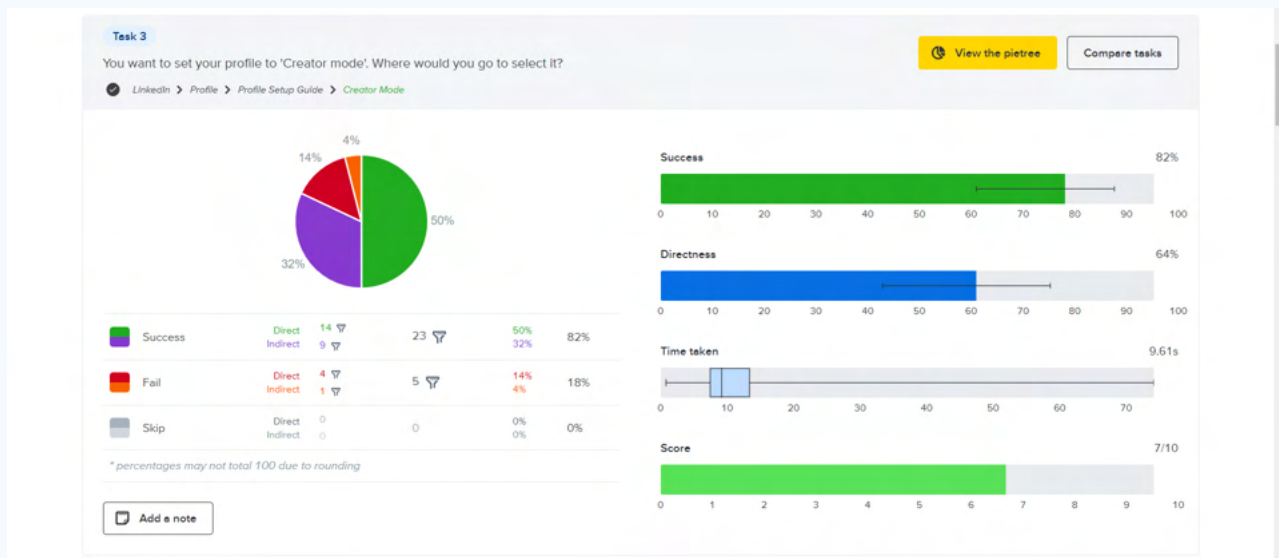 Task 3
You want to set your profile to 'Creator mode'. Where would you go to select it?
LinkedIn > Profile > Profile Setup Guide > Creator Mode
View the pietree
Compare tasks
4%
14%
50%
32%
Success Direct 14 23 50% 82%
Indirect 9 32%
Fail Direct 4 5 14% 18%
Indirect 1 4%
Skip Direct 0 0 0% 0%
Indirect 0 0%
* percentages may not total 100 due to rounding
Add a note
Success 82%
0 10 20 30 40 50 60 70 80 90 100
Directness 64%
0 10 20 30 40 50 60 70 80 90 100
Time taken 9.61s
0 10 20 30 40 50 60 70
Score 7/10
0 1 2 3 4 5 6 7 8 9 10